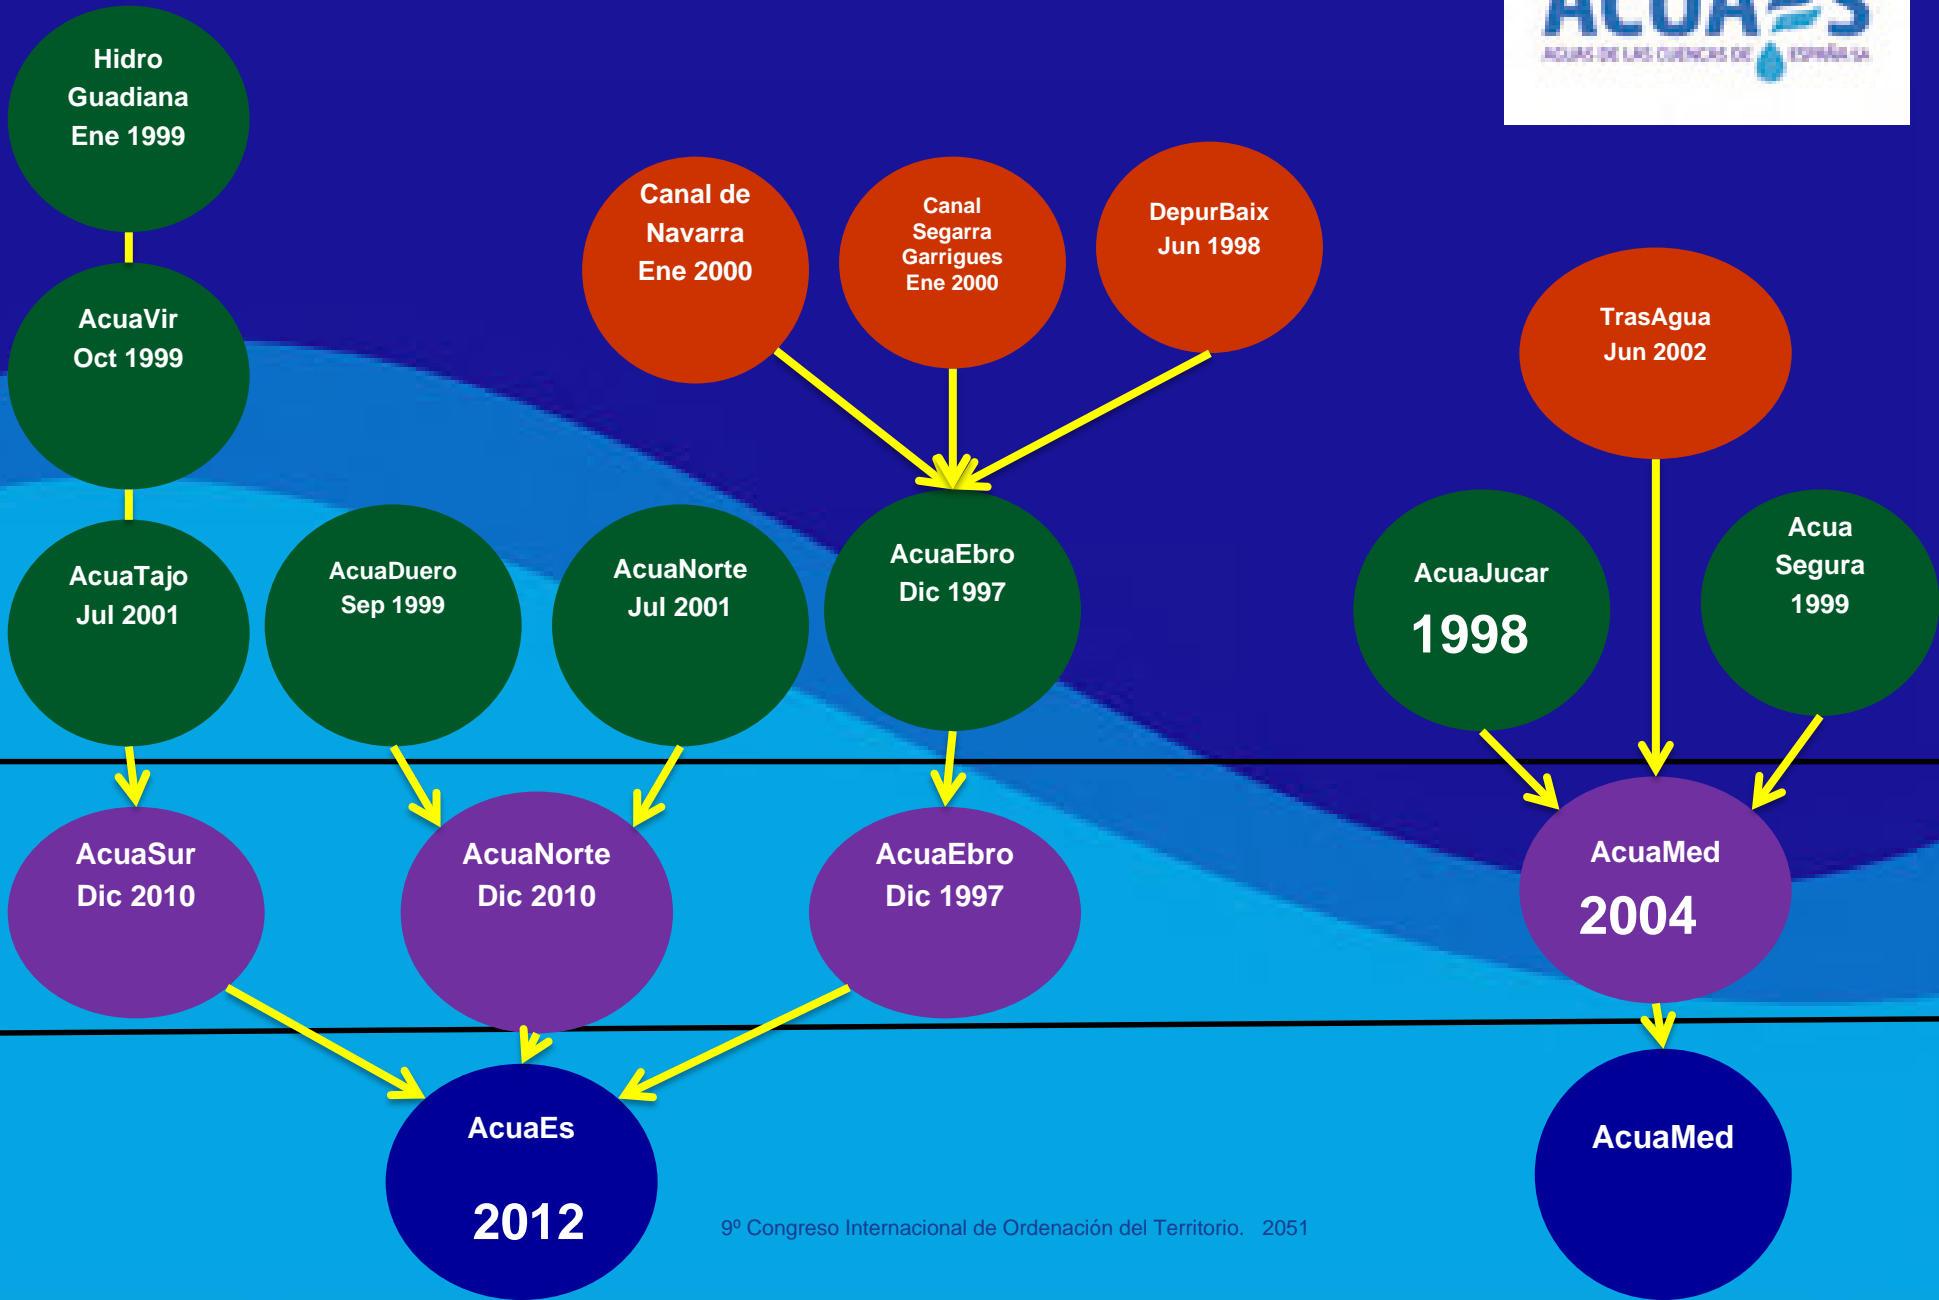 ACUAES
AGUAS DE LAS CUENCAS DE ESPAÑA SA
Hidro
Guadiana
Ene 1999
Canal de
Navarra
Ene 2000
Canal
Segarra
Garrigues
Ene 2000
DepurBaix
Jun 1998
TrasAgua
Jun 2002
AcuaVir
Oct 1999
AcuaTajo
Jul 2001
AcuaDuero
Sep 1999
AcuaNorte
Jul 2001
AcuaEbro
Dic 1997
AcuaJucar
1998
Acua
Segura
1999
AcuaSur
Dic 2010
AcuaNorte
Dic 2010
AcuaEbro
Dic 1997
AcuaMed
2004
AcuaEs
2012
AcuaMed
9º Congreso Internacional de Ordenación del Territorio. 2051